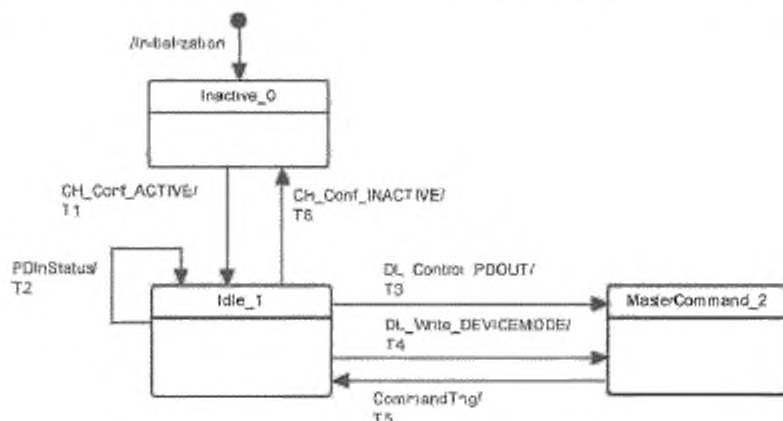 /Initialization
Inactive_0
CH_Conf_ACTIVE/
T1
CH_Conf_INACTIVE/
T6
PDInStatus/
T2
Idle_1
DL_Control_PDOUT/
T3
MasterCommand_2
DL_Write_DEVICEMODE/
T4
CommandTrig/
T5